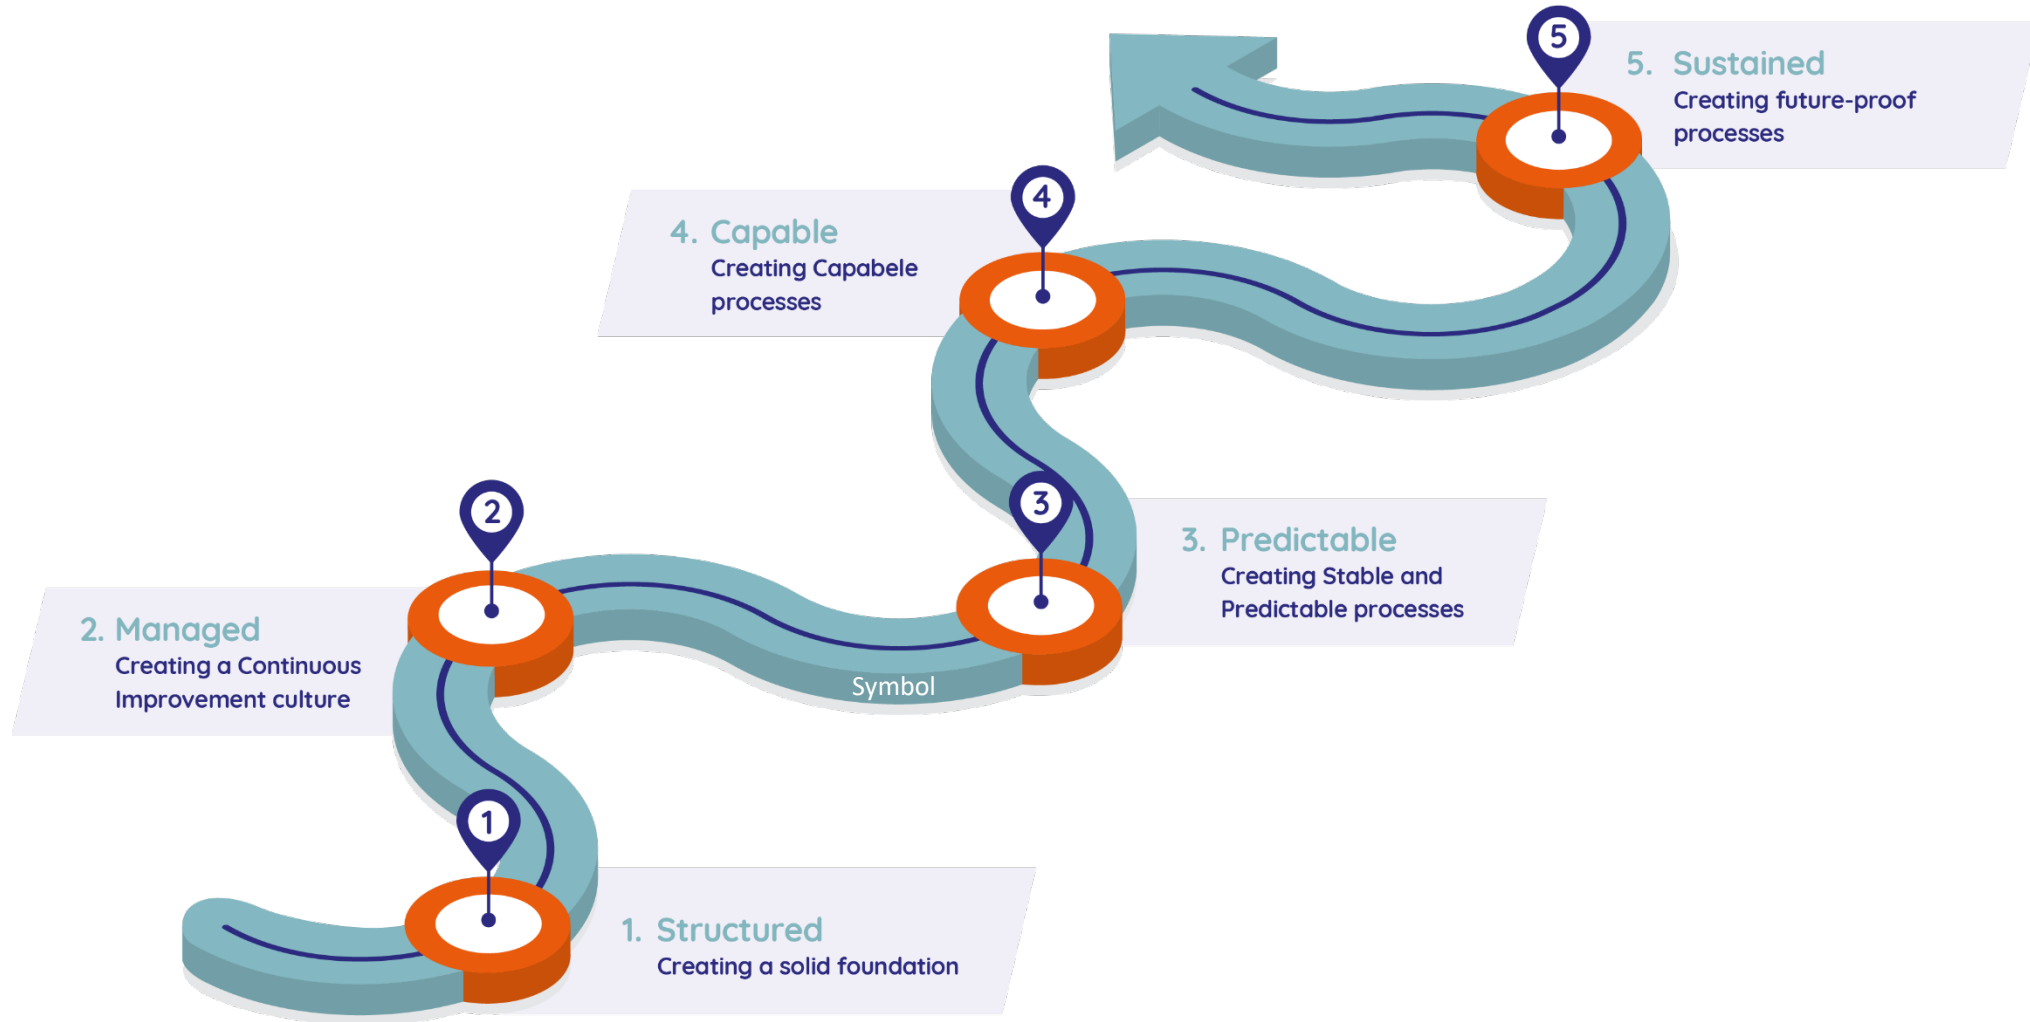 5
5. Sustained
Creating future-proof
processes
4
4. Capable
Creating Capabele
processes
3
3. Predictable
Creating Stable and
Predictable processes
2
2. Managed
Creating a Continuous
Improvement culture
Symbol
1
1. Structured
Creating a solid foundation